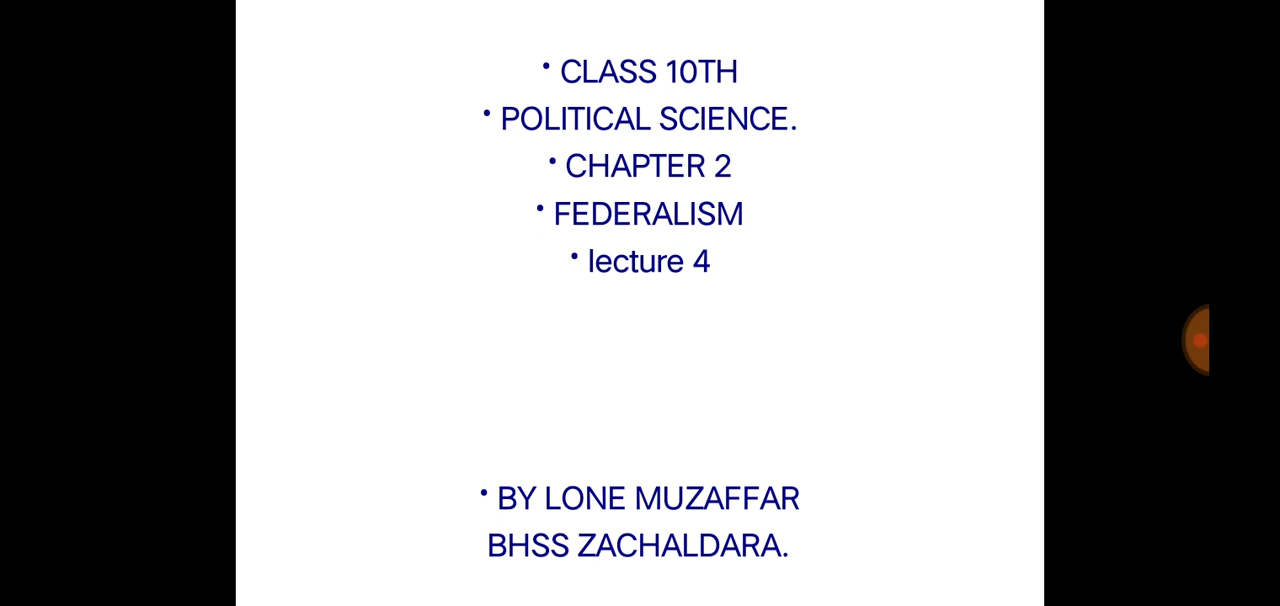 • CLASS 10TH
• POLITICAL SCIENCE.
• CHAPTER 2
• FEDERALISM
• lecture 4
• BY LONE MUZAFFAR
BHSS ZACHALDARA.